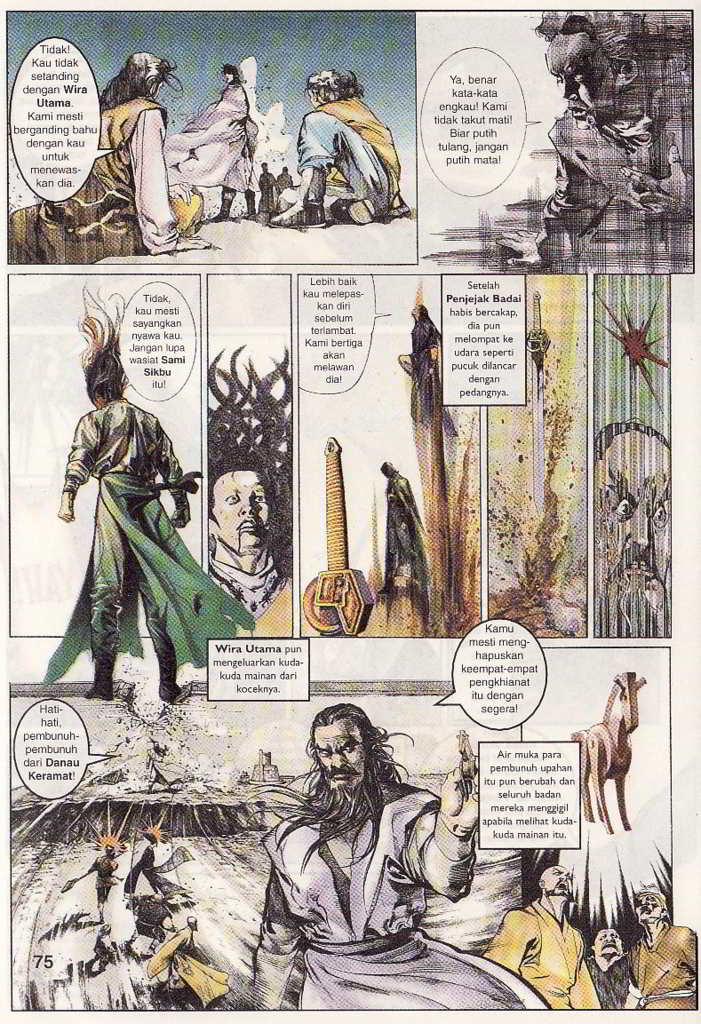 Tidak!
Kau tidak
setanding
dengan Wira
Utama.
Kami mesti
berganding bahu
dengan kau
untuk
menewas-
kan dia.
Ya, benar
kata-kata
engkau! Kami
tidak takut mati!
Biar putih
tulang, jangan
putih mata!
Tidak,
kau mesti
sayangkan
nyawa kau.
Jangan lupa
wasiat Sami
Sikbu
itu!
Lebih baik
kau melepas-
kan diri
sebelum
terlambat.
Kami bertiga
akan
melawan
dia!
Setelah
Penjejak Badai
habis bercakap,
dia pun
melompat ke
udara seperti
pucuk dilancar
dengan
pedangnya.
Wira Utama pun
mengeluarkan kuda-
kuda mainan dari
koceknya.
Kamu
mesti meng-
hapuskan
keempat-empat
pengkhianat
itu dengan
segera!
Hati-
hati,
pembunuh-
pembunuh
dari Danau
Keramat!
Air muka para
pembunuh upahan
itu pun berubah dan
seluruh badan
mereka menggigil
apabila melihat kuda-
kuda mainan itu.
75